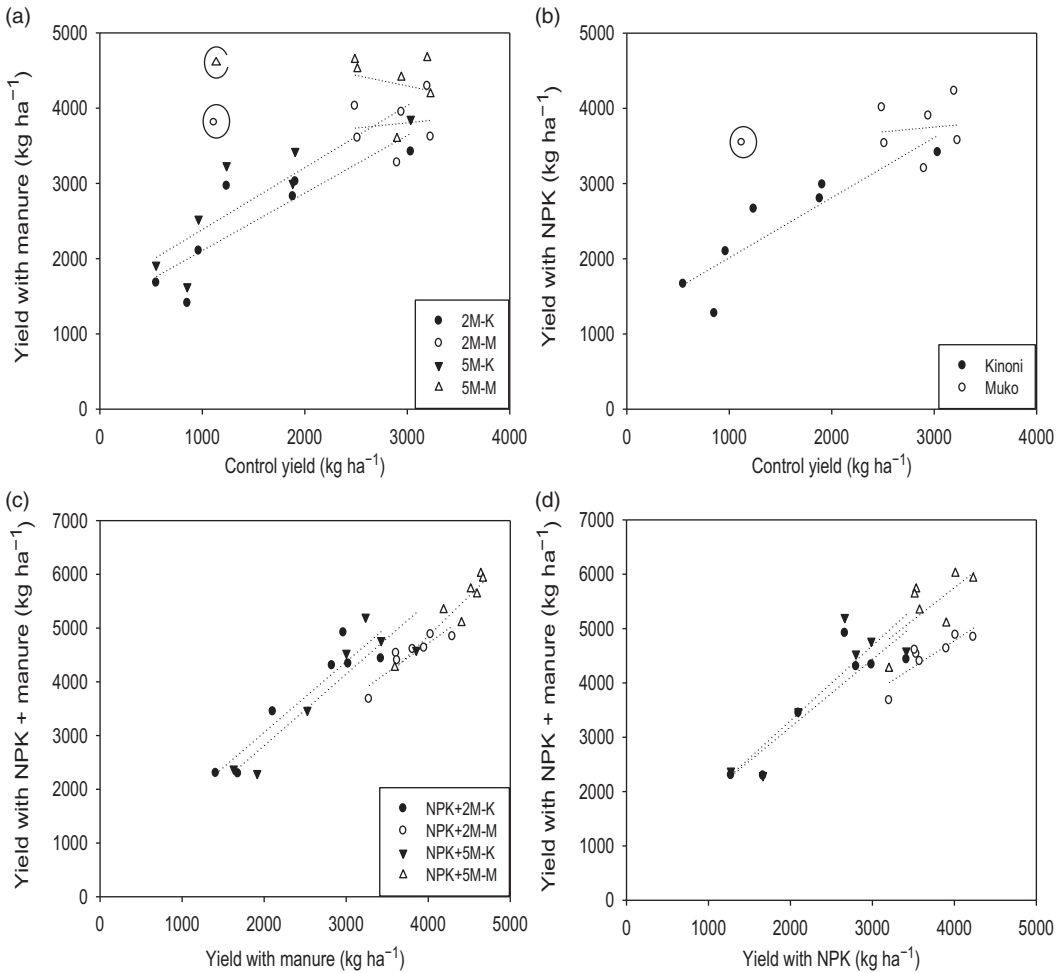 (a)
Yield with manure (kg ha⁻¹)
5000
4000
3000
2000
1000
0
0 1000 2000 3000 4000
Control yield (kg ha⁻¹)
2M-K
2M-M
5M-K
5M-M
(b)
Yield with NPK (kg ha⁻¹)
5000
4000
3000
2000
1000
0
0 1000 2000 3000 4000
Control yield (kg ha⁻¹)
Kinoni
Muko
(c)
Yield with NPK + manure (kg ha⁻¹)
7000
6000
5000
4000
3000
2000
1000
0
0 1000 2000 3000 4000 5000
Yield with manure (kg ha⁻¹)
NPK+2M-K
NPK+2M-M
NPK+5M-K
NPK+5M-M
(d)
Yield with NPK + manure (kg ha⁻¹)
7000
6000
5000
4000
3000
2000
1000
0
0 1000 2000 3000 4000 5000
Yield with NPK (kg ha⁻¹)